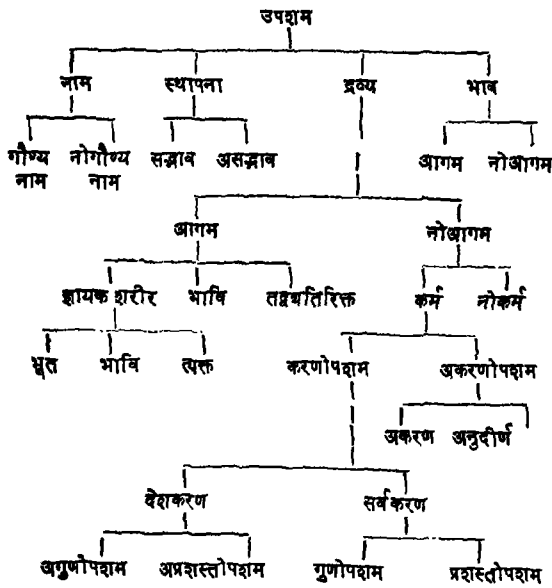 उपशम
नाम स्थापना द्रव्य भाव
गौण्य नोगौण्य सद्भाव असद्भाव आगम नोआगम
नाम नाम
आगम नोआगम
ज्ञायक शरीर भावि तद्वयतिरिक्त कर्म नोकर्म
भूत भावि त्यक्त करणोपशम अकरणोपशम
अकरण अनुदीर्ण
देशकरण सर्वकरण
अगुणोपशम अप्रशस्तोपशम गुणोपशम प्रशस्तोपशम